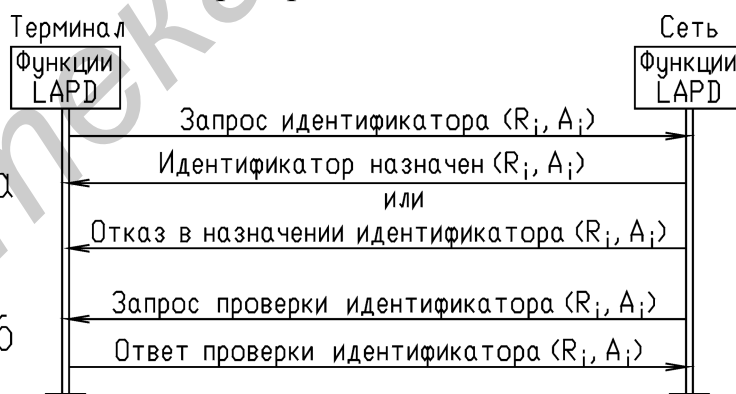 Терминал Сеть
Функции LAPD Функции LAPD
Запрос идентификатора (Ri, Ai)
Идентификатор назначен (Ri, Ai)
а
или
Отказ в назначении идентификатора (Ri, Ai)
Запрос проверки идентификатора (Ri, Ai)
б
Ответ проверки идентификатора (Ri, Ai)